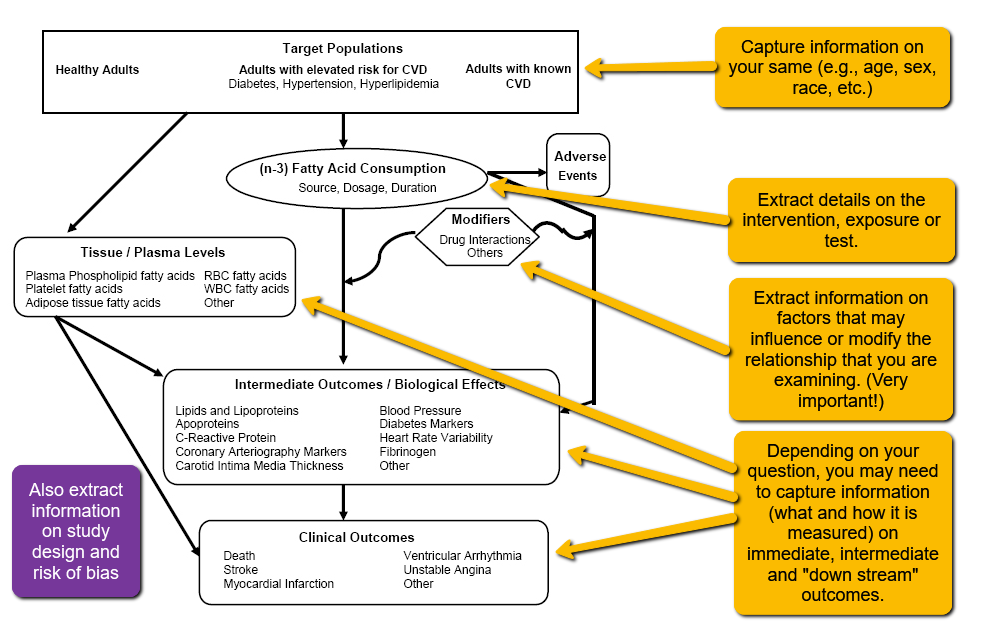 Target Populations
Healthy Adults
Adults with elevated risk for CVD
Diabetes, Hypertension, Hyperlipidemia
Adults with known
CVD
Capture information on
your same (e.g., age, sex,
race, etc.)
(n-3) Fatty Acid Consumption
Source, Dosage, Duration
Adverse
Events
Extract details on the
intervention, exposure or
test.
Modifiers
Drug Interactions
Others
Tissue / Plasma Levels
Plasma Phospholipid fatty acids
Platelet fatty acids
Adipose tissue fatty acids
RBC fatty acids
WBC fatty acids
Other
Extract information on
factors that may
influence or modify the
relationship that you are
examining. (Very
important!)
Intermediate Outcomes / Biological Effects
Lipids and Lipoproteins
Apoproteins
C-Reactive Protein
Coronary Arteriography Markers
Carotid Intima Media Thickness
Blood Pressure
Diabetes Markers
Heart Rate Variability
Fibrinogen
Other
Depending on your
question, you may need
to capture information
(what and how it is
measured) on
immediate, intermediate
and "down stream"
outcomes.
Also extract
information
on study
design and
risk of bias
Clinical Outcomes
Death
Stroke
Myocardial Infarction
Ventricular Arrhythmia
Unstable Angina
Other